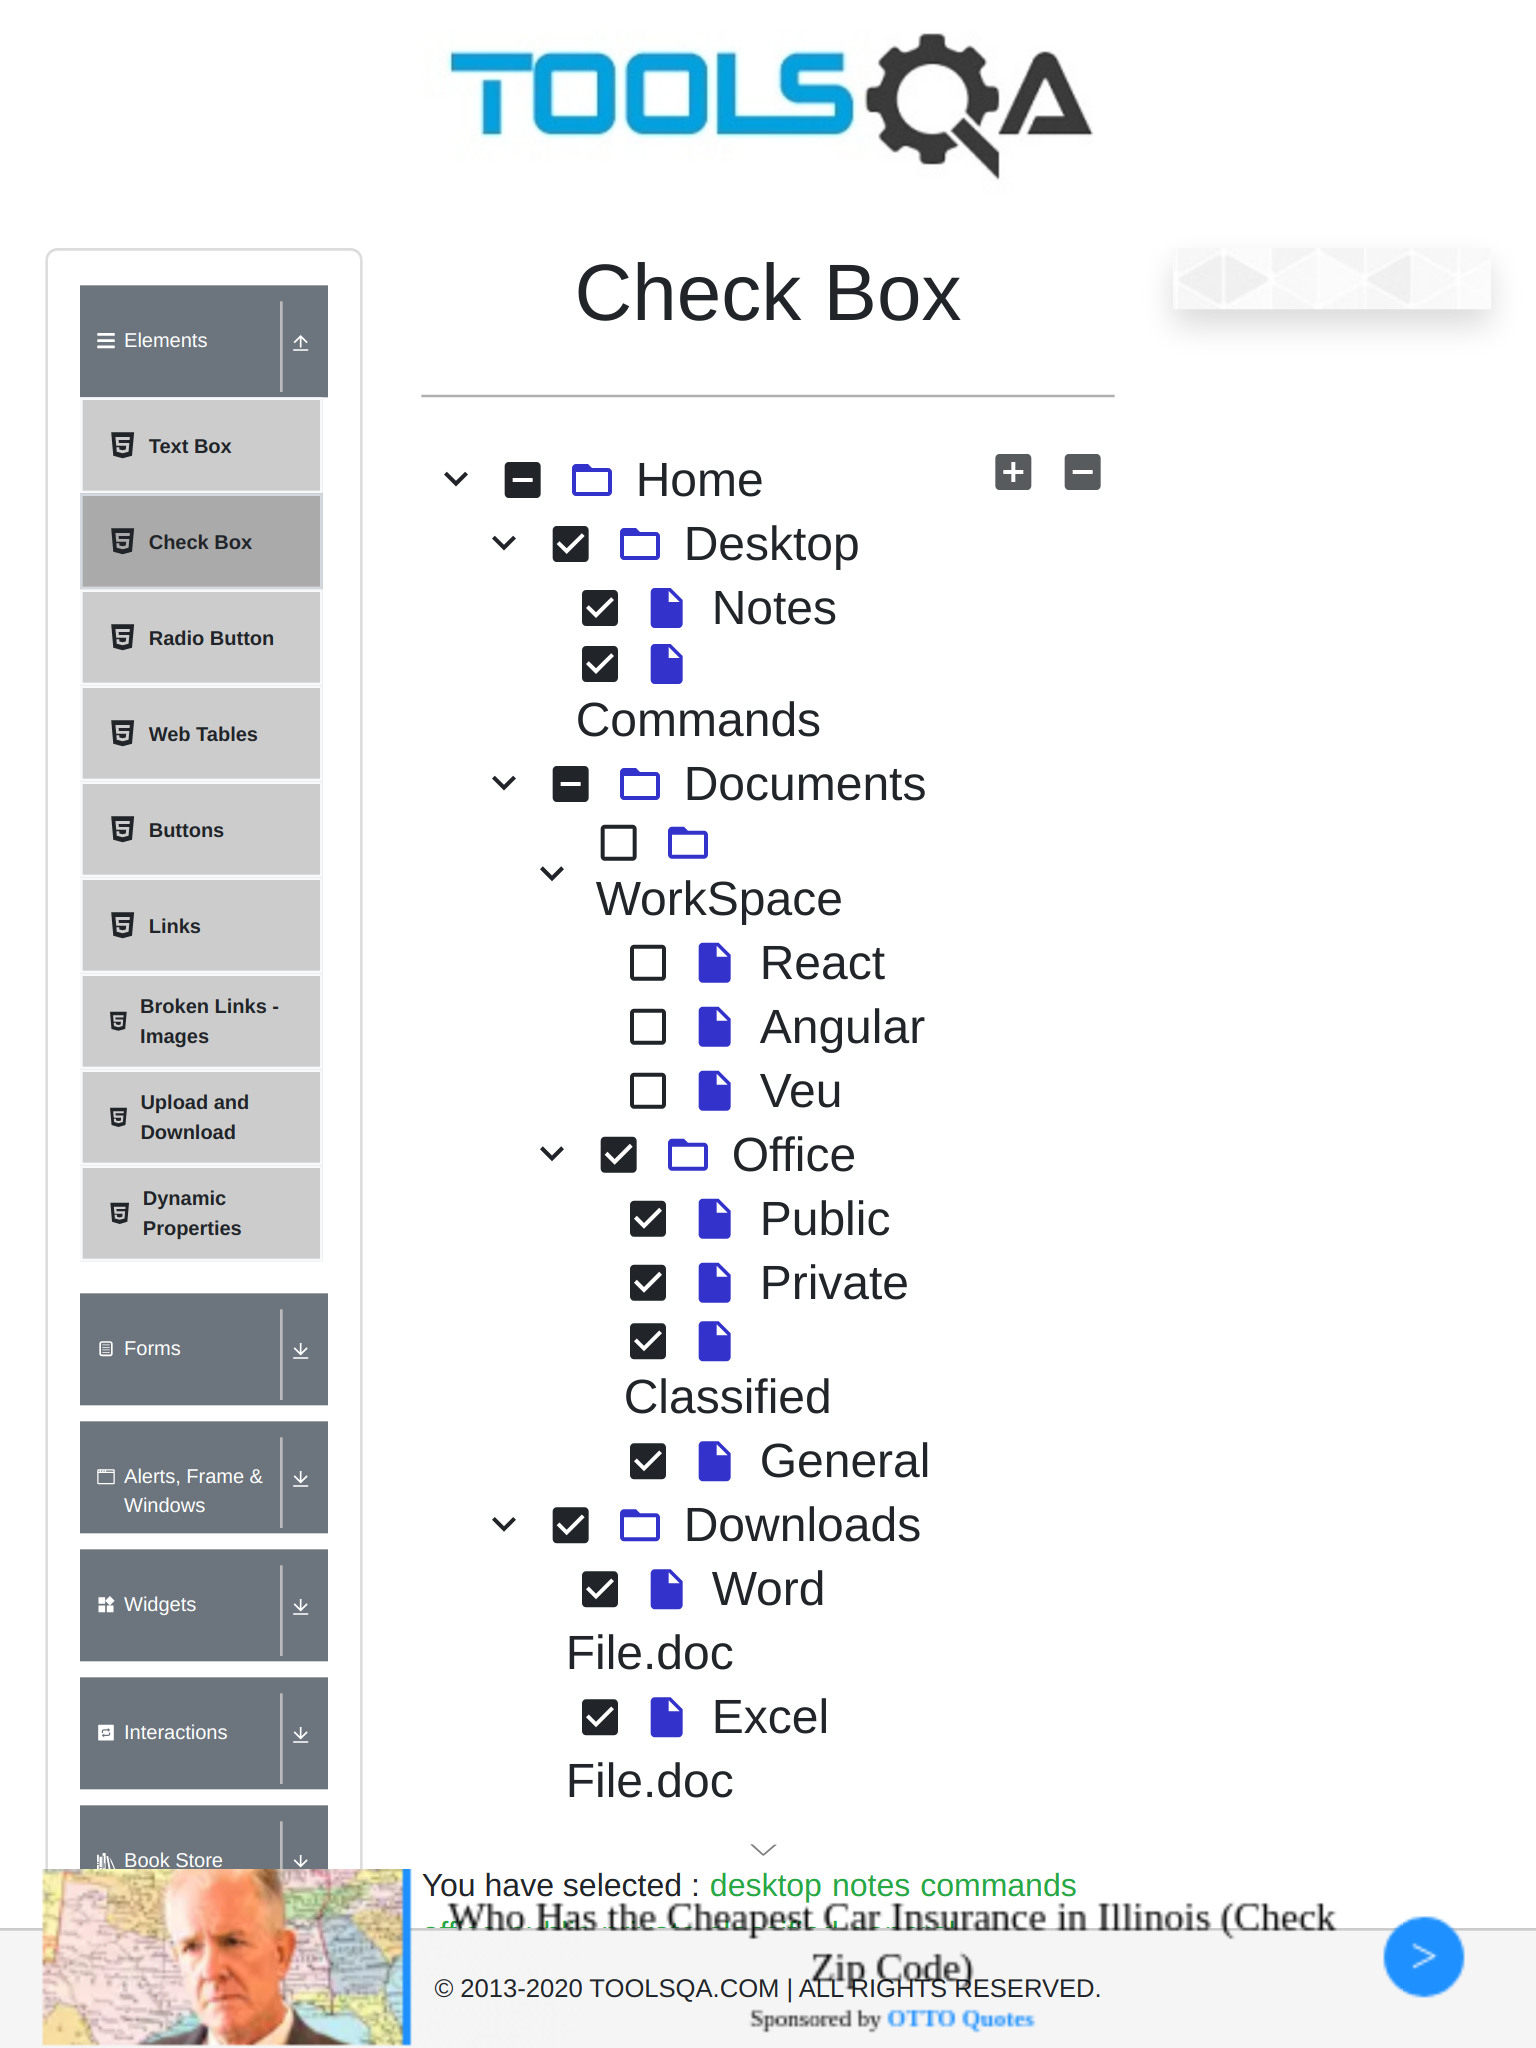 TOOLSQA
Check Box
Elements
Text Box
Check Box
Radio Button
Web Tables
Buttons
Links
Broken Links -
Images
Upload and
Download
Dynamic
Properties
Forms
Alerts, Frame &
Windows
Widgets
Interactions
Book Store
Home
Desktop
Notes
Commands
Documents
WorkSpace
React
Angular
Veu
Office
Public
Private
Classified
General
Downloads
Word
File.doc
Excel
File.doc
You have selected : desktop notes commands
Who Has the Cheapest Car Insurance in Illinois (Check
Zip Code)
© 2013-2020 TOOLSQA.COM | ALL RIGHTS RESERVED.
Sponsored by OTTO Quotes